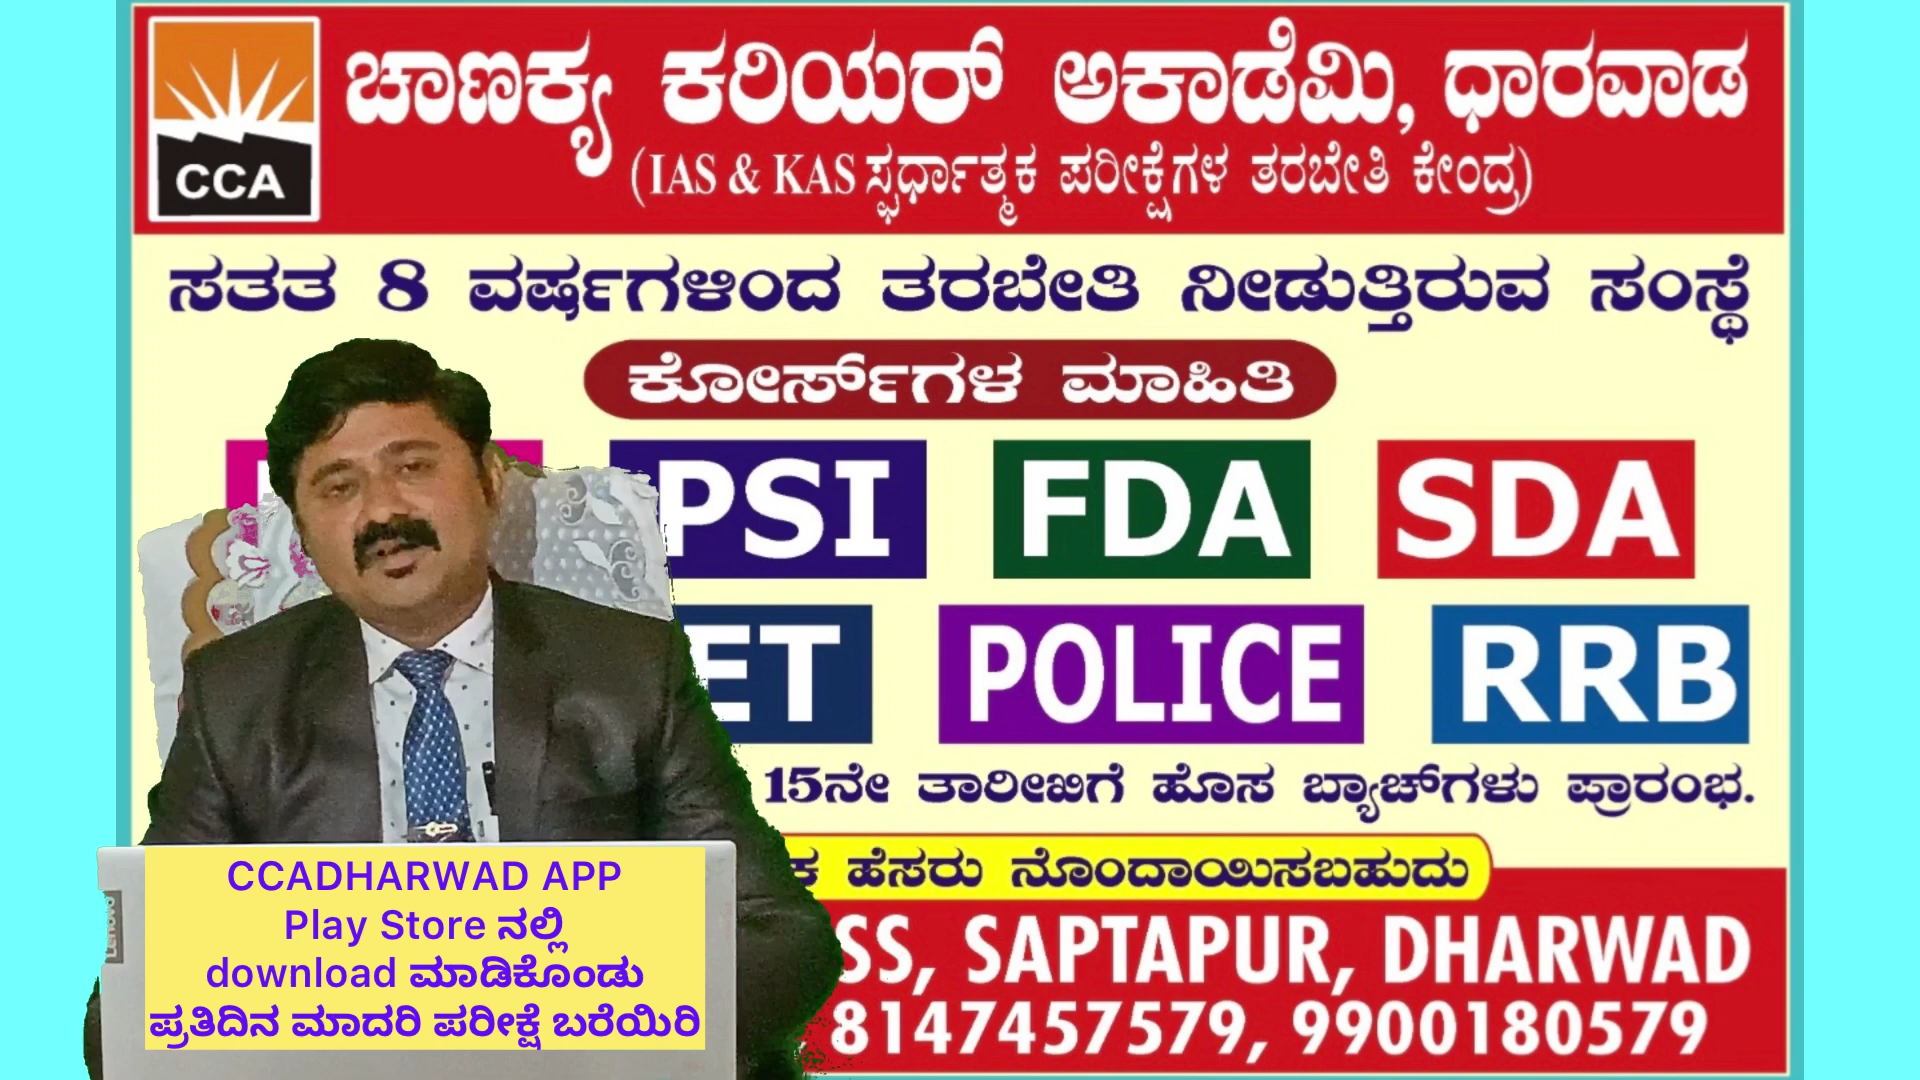 CCA
ಚಾಣಕ್ಯ ಕರಿಯರ್ ಅಕಾಡೆಮಿ, ಧಾರವಾಡ
(IAS & KAS ಸ್ಪರ್ಧಾತ್ಮಕ ಪರೀಕ್ಷೆಗಳ ತರಬೇತಿ ಕೇಂದ್ರ)
ಸತತ 8 ವರ್ಷಗಳಿಂದ ತರಬೇತಿ ನೀಡುತ್ತಿರುವ ಸಂಸ್ಥೆ
ಕೋರ್ಸ್‌ಗಳ ಮಾಹಿತಿ
PSI FDA SDA
POLICE RRB
15ನೇ ತಾರೀಖಿಗೆ ಹೊಸ ಬ್ಯಾಚ್‌ಗಳು ಪ್ರಾರಂಭ.
ಹೆಸರು ನೊಂದಾಯಿಸಬಹುದು
SAPTAPUR, DHARWAD
8147457579, 9900180579
CCADHARWAD APP
Play Store ನಲ್ಲಿ
download ಮಾಡಿಕೊಂಡು
ಪ್ರತಿದಿನ ಮಾದರಿ ಪರೀಕ್ಷೆ ಬರೆಯಿರಿ
Lenovo